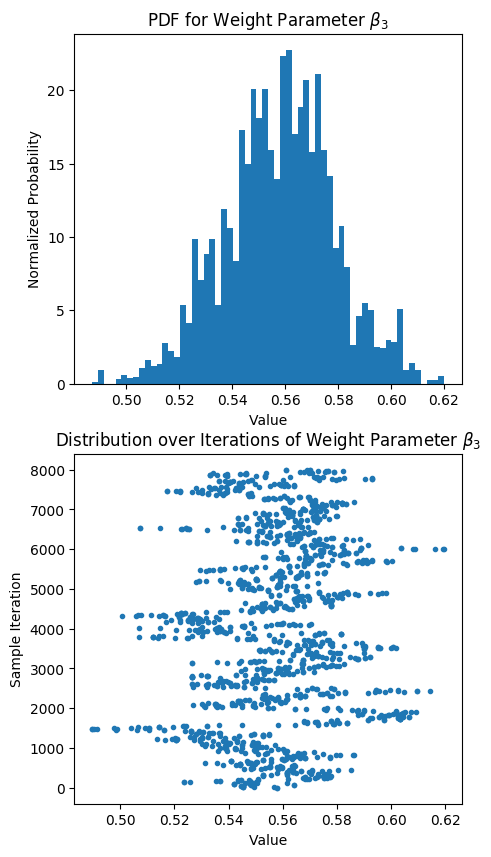 PDF for Weight Parameter β₃
Normalized Probability
20
15
10
5
0
0.50 0.52 0.54 0.56 0.58 0.60 0.62
Value
Distribution over Iterations of Weight Parameter β₃
Sample Iteration
8000
7000
6000
5000
4000
3000
2000
1000
0
0.50 0.52 0.54 0.56 0.58 0.60 0.62
Value